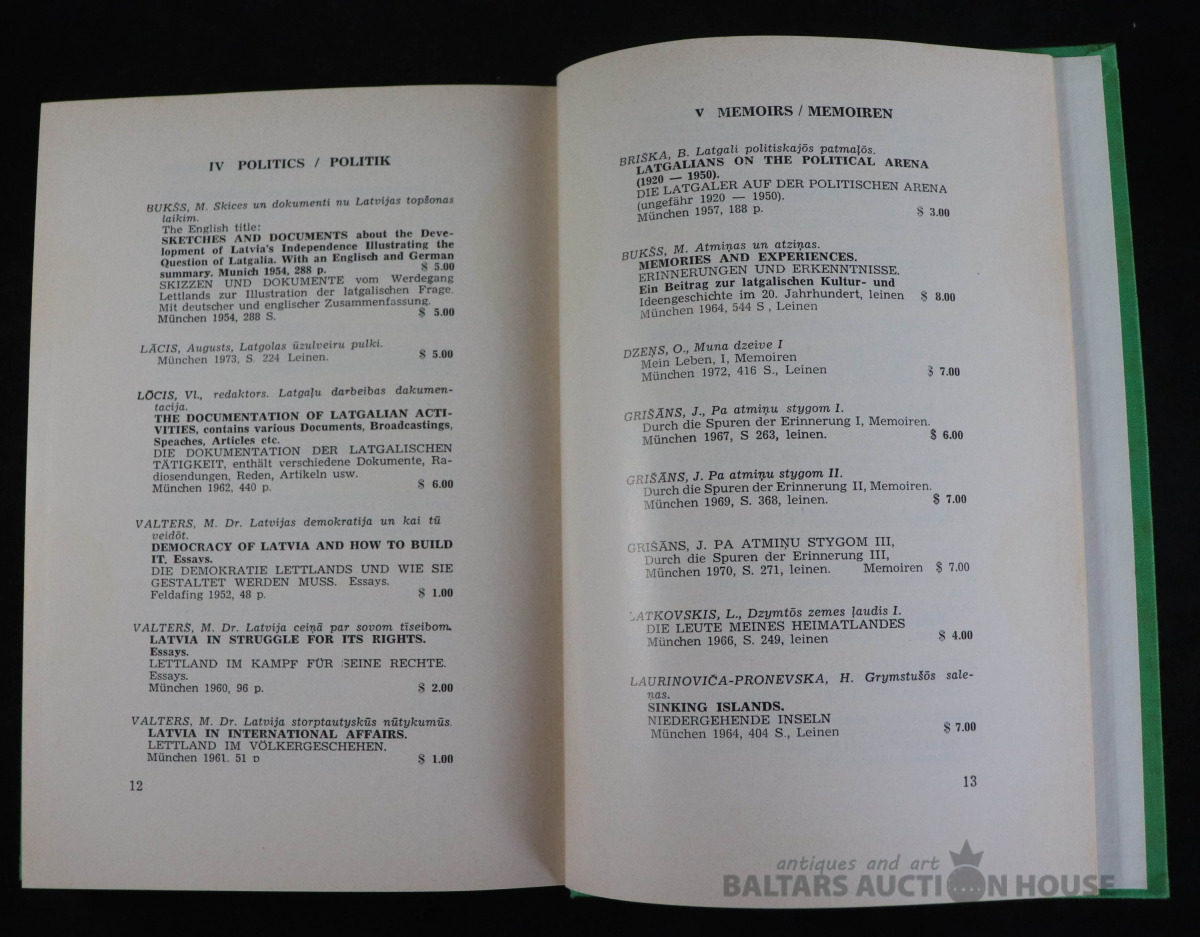 IV POLITICS / POLITIK
BUKŠS, M. Skices un dokumenti nu Latvijas topšonas
laikim.
The English title:
SKETCHES AND DOCUMENTS about the Deve-
lopment of Latvia's Independence Illustrating the
Question of Latgalia. With an Englisch and German
summary. Munich 1954, 288 p. $ 5.00
SKIZZEN UND DOKUMENTE vom Werdegang
Lettlands zur Illustration der latgalischen Frage.
Mit deutscher und englischer Zusammenfassung.
München 1954, 288 S. $ 5.00
LĀCIS, Augusts, Latgolas ūzulveiru pulki.
München 1973, S. 224 Leinen. $ 5.00
LŌCIS, Vl., redaktors. Latgaļu darbeibas dakumen-
tacija.
THE DOCUMENTATION OF LATGALIAN ACTI-
VITIES, contains various Documents, Broadcastings,
Speaches, Articles etc.
DIE DOKUMENTATION DER LATGALISCHEN
TÄTIGKEIT, enthält verschiedene Dokumente, Ra-
diosendungen, Reden, Artikeln usw.
München 1962, 440 p. $ 6.00
VALTERS, M. Dr. Latvijas demokratija un kai tū
veidōt.
DEMOCRACY OF LATVIA AND HOW TO BUILD
IT. Essays.
DIE DEMOKRATIE LETTLANDS UND WIE SIE
GESTALTET WERDEN MUSS. Essays.
Feldafing 1952, 48 p. $ 1.00
VALTERS, M. Dr. Latvija ceiņā par sovom tīseibom.
LATVIA IN STRUGGLE FOR ITS RIGHTS.
Essays.
LETTLAND IM KAMPF FÜR SEINE RECHTE.
Essays.
München 1960, 96 p. $ 2.00
VALTERS, M. Dr. Latvija storptautyskūs nūtykumūs.
LATVIA IN INTERNATIONAL AFFAIRS.
LETTLAND IM VÖLKERGESCHEHEN.
München 1961. 51 p $ 1.00
12
V MEMOIRS / MEMOIREN
BRIŠKA, B. Latgali politiskajōs patmaļōs.
LATGALIANS ON THE POLITICAL ARENA
(1920 — 1950).
DIE LATGALER AUF DER POLITISCHEN ARENA
(ungefähr 1920 — 1950).
München 1957, 188 p. $ 3.00
BUKŠS, M. Atmiņas un atziņas.
MEMORIES AND EXPERIENCES.
ERINNERUNGEN UND ERKENNTNISSE.
Ein Beitrag zur latgalischen Kultur- und
Ideengeschichte im 20. Jahrhundert, leinen $ 8.00
München 1964, 544 S , Leinen
DZEŅS, O., Muna dzeive I
Mein Leben, I, Memoiren
München 1972, 416 S., Leinen $ 7.00
GRIŠĀNS, J., Pa atmiņu stygom I.
Durch die Spuren der Erinnerung I, Memoiren.
München 1967, S 263, leinen. $ 6.00
GRIŠĀNS, J. Pa atmiņu stygom II.
Durch die Spuren der Erinnerung II, Memoiren.
München 1969, S. 368, leinen. $ 7.00
GRIŠĀNS, J. PA ATMIŅU STYGOM III,
Durch die Spuren der Erinnerung III,
München 1970, S. 271, leinen. Memoiren $ 7.00
LATKOVSKIS, L., Dzymtōs zemes ļaudis I.
DIE LEUTE MEINES HEIMATLANDES
München 1966, S. 249, leinen $ 4.00
LAURINOVIČA-PRONEVSKA, H. Grymstušōs sale-
ņas.
SINKING ISLANDS.
NIEDERGEHENDE INSELN
München 1964, 404 S., Leinen $ 7.00
13
antiques and art
BALTARS AUCTION HOUSE